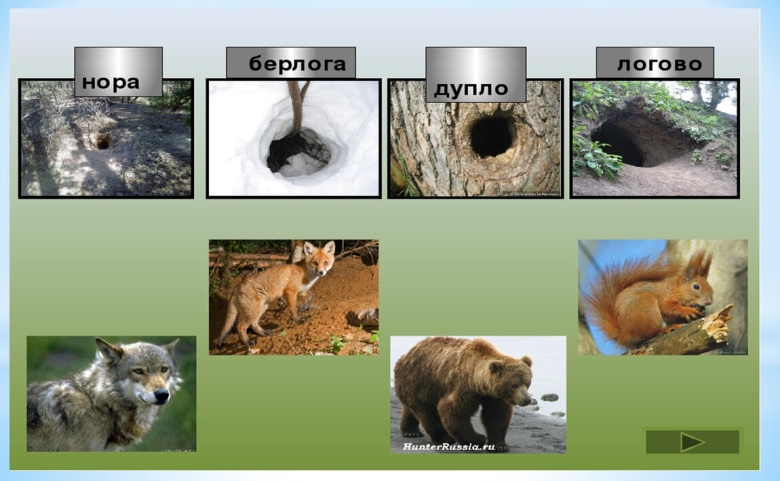 нора
берлога
дупло
логово
HunterRussia.ru